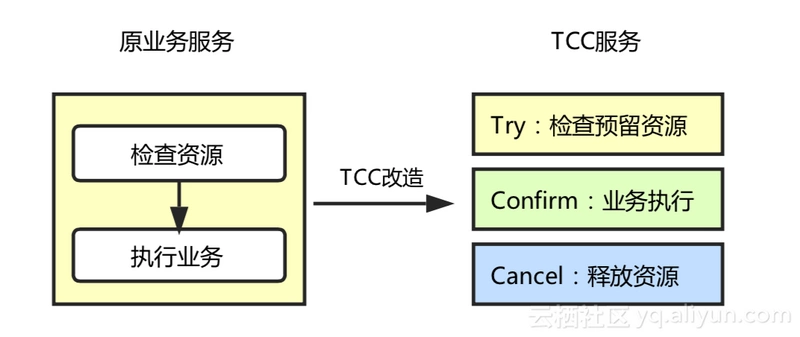 原业务服务
TCC服务
检查资源
执行业务
TCC改造
Try：检查预留资源
Confirm：业务执行
Cancel：释放资源
云栖社区 yq.aliyun.com